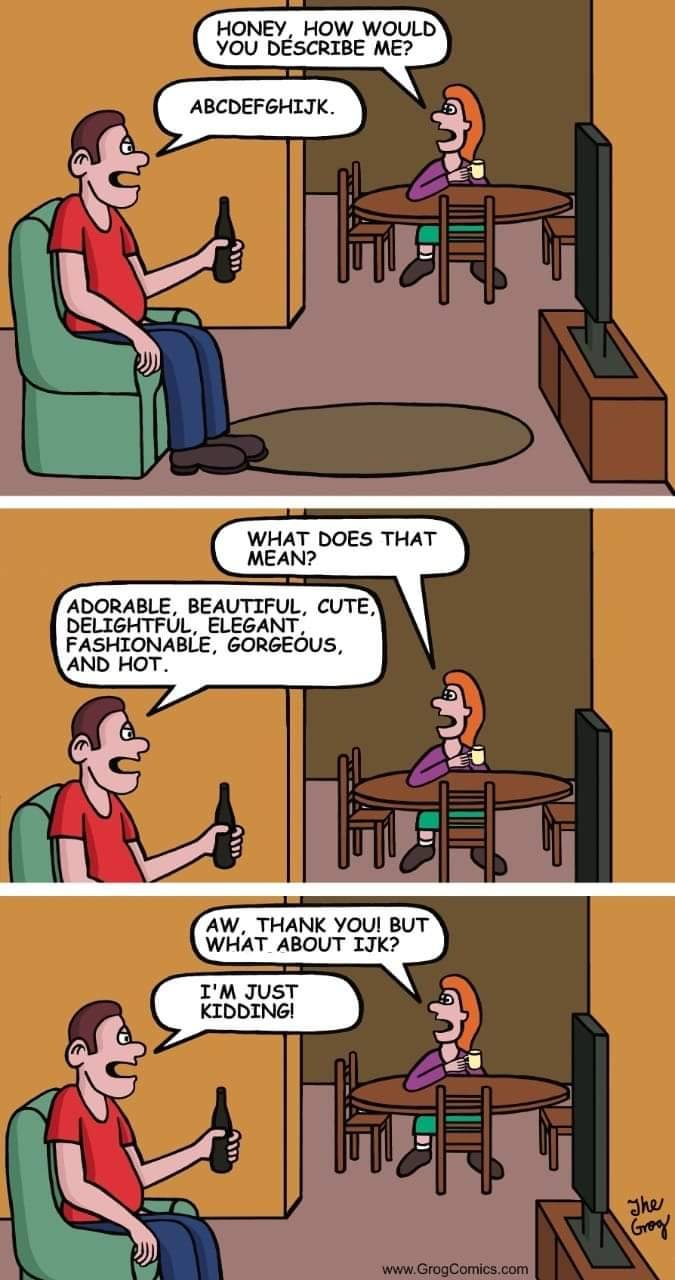 HONEY, HOW WOULD
YOU DESCRIBE ME?
ABCDEFGHIJK.
WHAT DOES THAT
MEAN?
ADORABLE, BEAUTIFUL, CUTE,
DELIGHTFUL, ELEGANT,
FASHIONABLE, GORGEOUS,
AND HOT.
AW, THANK YOU! BUT
WHAT ABOUT IJK?
I'M JUST
KIDDING!
The
Grog
www.GrogComics.com